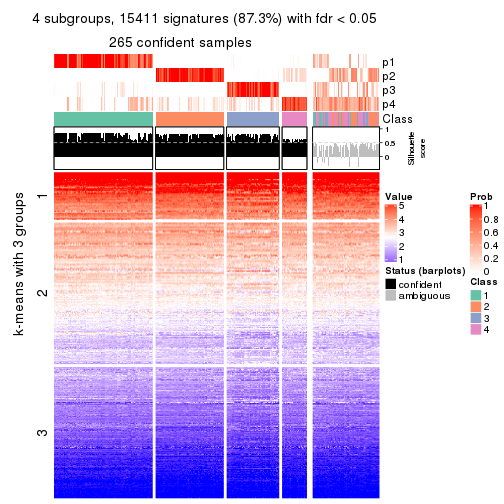 4 subgroups, 15411 signatures (87.3%) with fdr < 0.05
265 confident samples
p1
p2
p3
p4
Class
1
0.5
0
Silhouette
score
k-means with 3 groups
1
2
3
Value
5
4
3
2
1
Status (barplots)
confident
ambiguous
Prob
1
0.8
0.6
0.4
0.2
0
Class
1
2
3
4